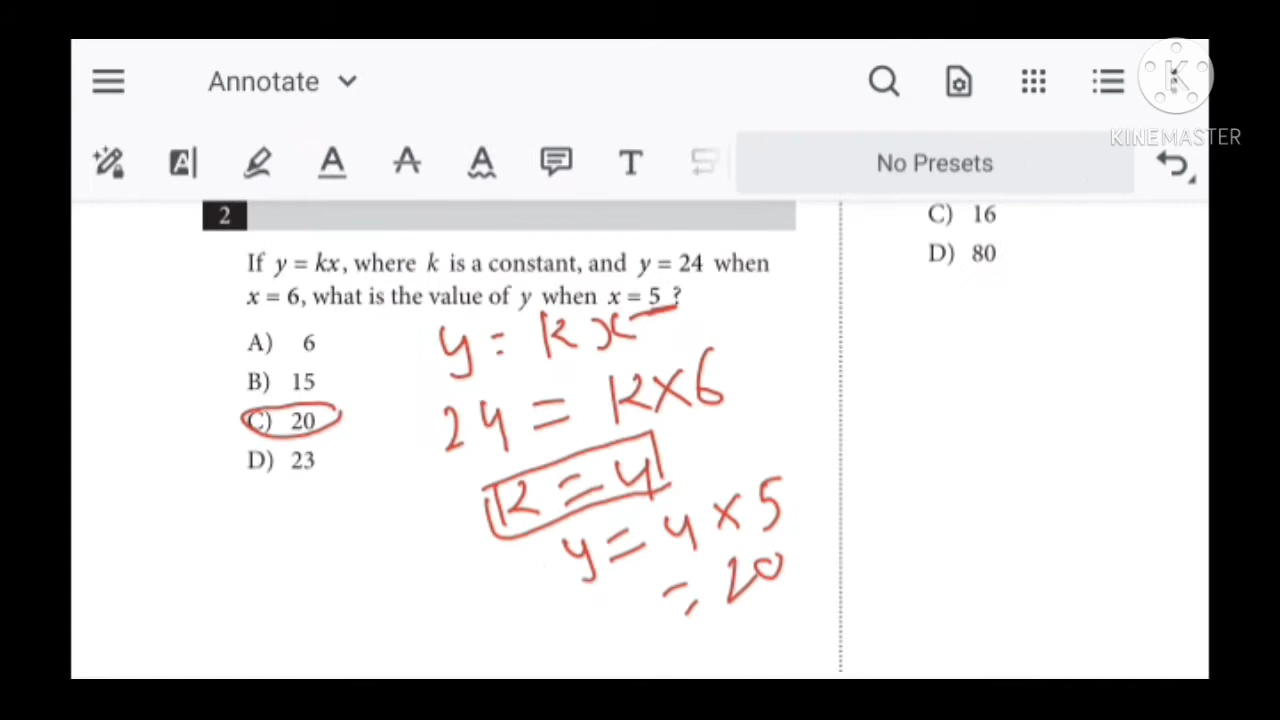 Annotate
KINEMASTER
A
A
A
A
T
No Presets
2
If y = kx, where k is a constant, and y = 24 when
x = 6, what is the value of y when x = 5 ?
A) 6
B) 15
C) 20
D) 23
y = kx
24 = k×6
k = 4
y = 4 × 5
= 20
C) 16
D) 80